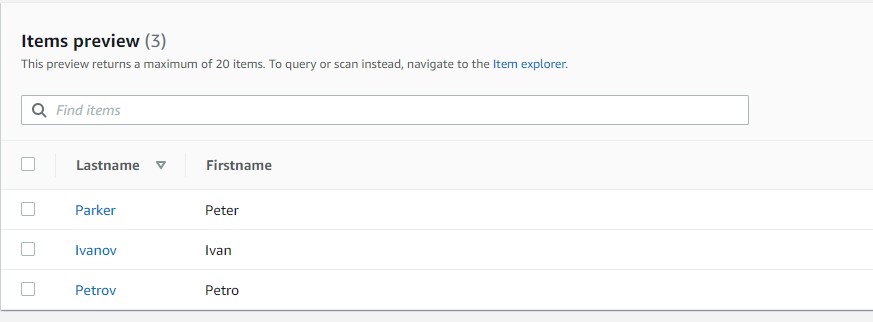 Items preview (3)
This preview returns a maximum of 20 items. To query or scan instead, navigate to the Item explorer.
Find items
Lastname Firstname
Parker Peter
Ivanov Ivan
Petrov Petro